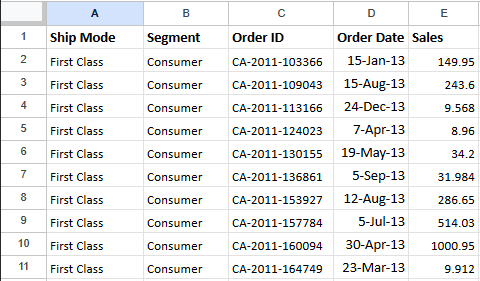 A B C D E
1 Ship Mode Segment Order ID Order Date Sales
2 First Class Consumer CA-2011-103366 15-Jan-13 149.95
3 First Class Consumer CA-2011-109043 15-Aug-13 243.6
4 First Class Consumer CA-2011-113166 24-Dec-13 9.568
5 First Class Consumer CA-2011-124023 7-Apr-13 8.96
6 First Class Consumer CA-2011-130155 19-May-13 34.2
7 First Class Consumer CA-2011-136861 5-Sep-13 31.984
8 First Class Consumer CA-2011-153927 12-Aug-13 286.65
9 First Class Consumer CA-2011-157784 5-Jul-13 514.03
10 First Class Consumer CA-2011-160094 30-Apr-13 1000.95
11 First Class Consumer CA-2011-164749 23-Mar-13 9.912